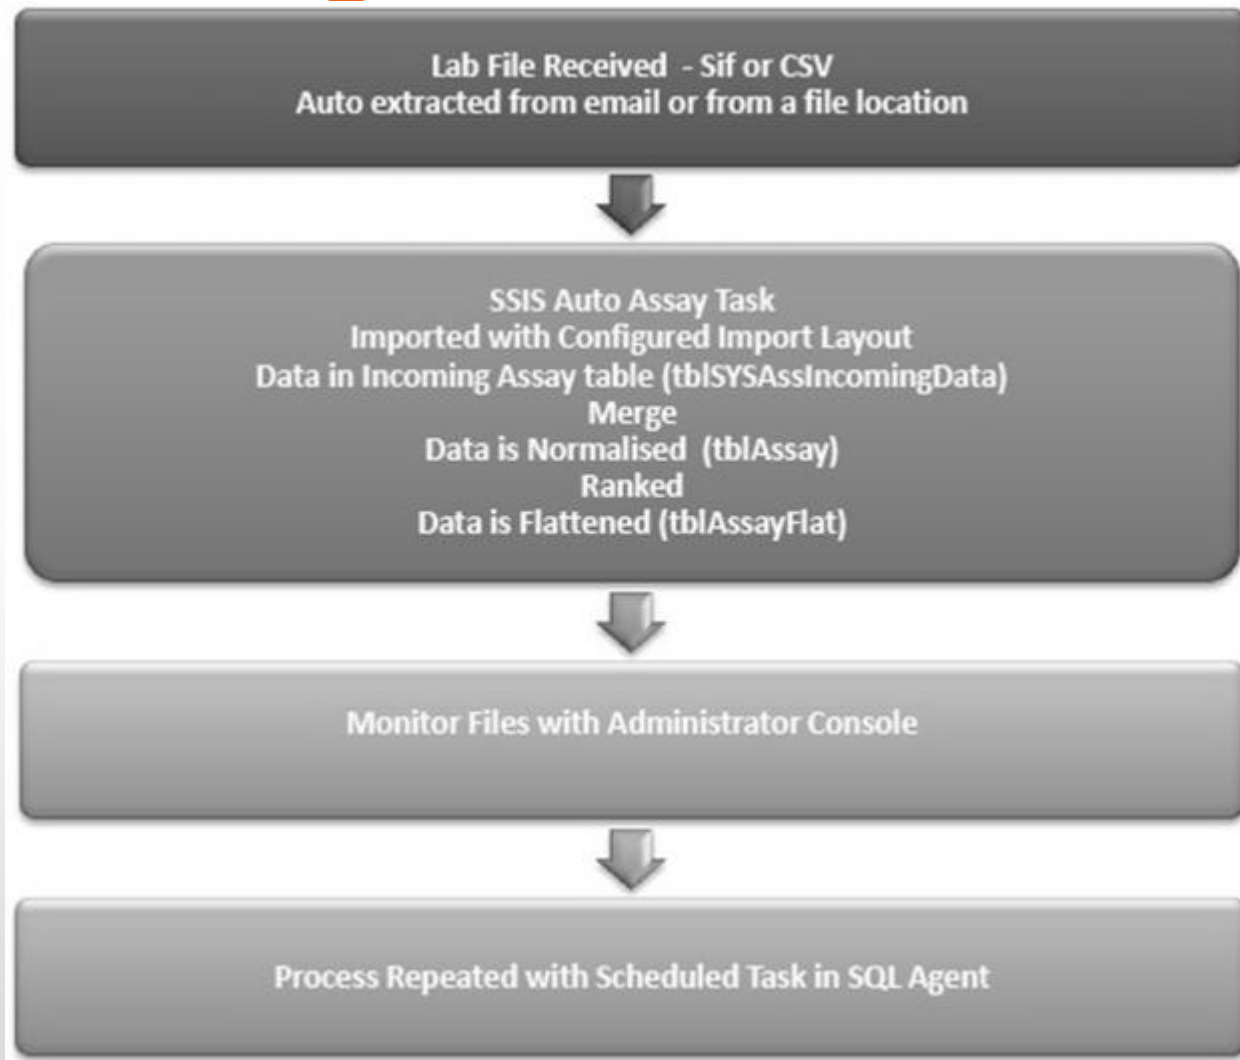 Lab File Received - Sif or CSV
Auto extracted from email or from a file location
SSIS Auto Assay Task
Imported with Configured Import Layout
Data in Incoming Assay table (tblSYSAssIncomingData)
Merge
Data is Normalised (tblAssay)
Ranked
Data is Flattened (tblAssayFlat)
Monitor Files with Administrator Console
Process Repeated with Scheduled Task in SQL Agent